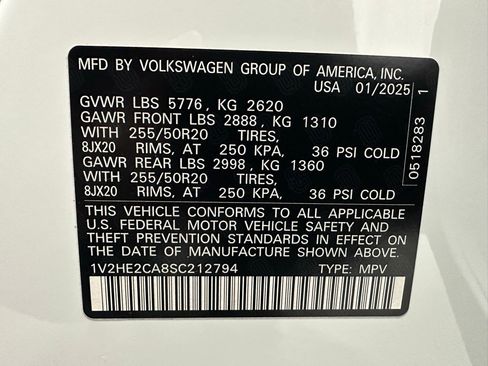 MFD BY VOLKSWAGEN GROUP OF AMERICA, INC.
USA 01/2025
GVWR LBS 5776, KG 2620
GAWR FRONT LBS 2888, KG 1310
WITH 255/50R20 TIRES,
8JX20 RIMS, AT 250 KPA, 36 PSI COLD
GAWR REAR LBS 2998, KG 1360
WITH 255/50R20 TIRES,
8JX20 RIMS, AT 250 KPA, 36 PSI COLD
THIS VEHICLE CONFORMS TO ALL APPLICABLE
U.S. FEDERAL MOTOR VEHICLE SAFETY AND
THEFT PREVENTION STANDARDS IN EFFECT ON
THE DATE OF MANUFACTURE SHOWN ABOVE.
1V2HE2CA8SC212794 TYPE: MPV
0518283 1